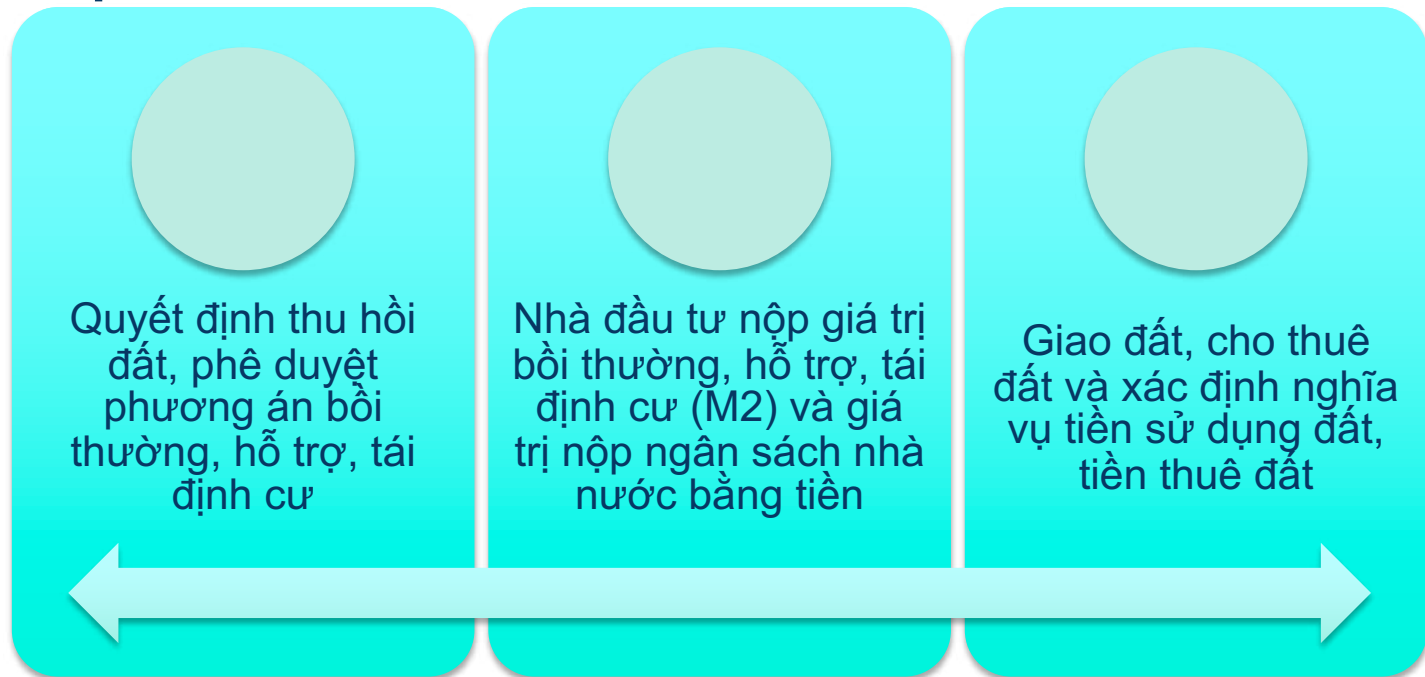 Quyết định thu hồi
đất, phê duyệt
phương án bồi
thường, hỗ trợ, tái
định cư
Nhà đầu tư nộp giá trị
bồi thường, hỗ trợ, tái
định cư (M2) và giá
trị nộp ngân sách nhà
nước bằng tiền
Giao đất, cho thuê
đất và xác định nghĩa
vụ tiền sử dụng đất,
tiền thuê đất